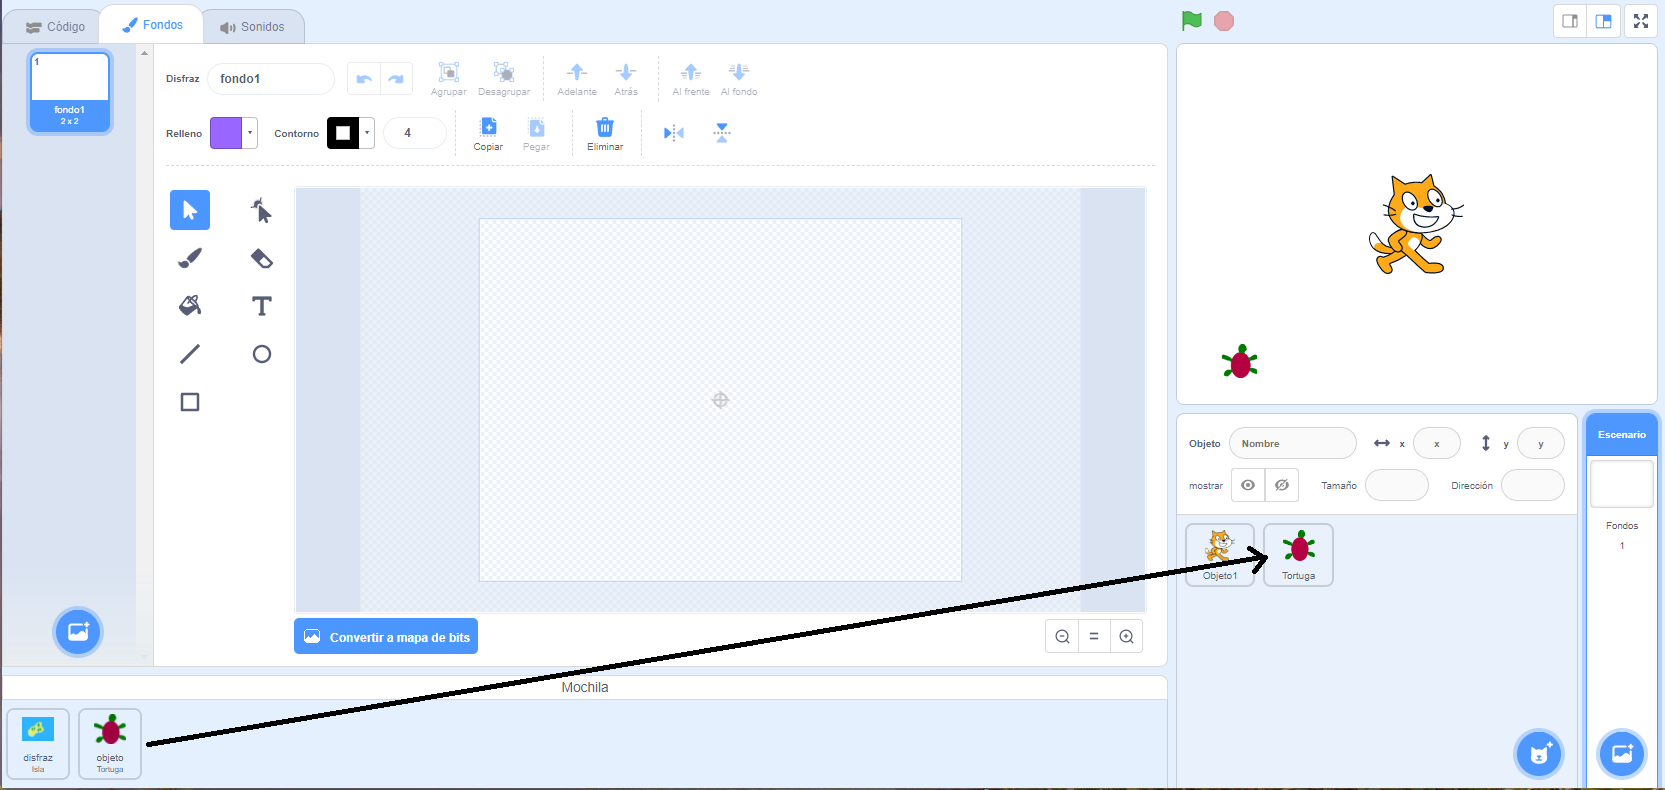 Código
Fondos
Sonidos
1
fondo1
2 x 2
Disfraz
fondo1
Agrupar
Desagrupar
Adelante
Atrás
Al frente
Al fondo
Relleno
Contorno
4
Copiar
Pegar
Eliminar
Convertir a mapa de bits
Mochila
disfraz
Isla
objeto
Tortuga
Objeto
Nombre
x
x
y
y
mostrar
Tamaño
Dirección
Objeto1
Tortuga
Escenario
Fondos
1